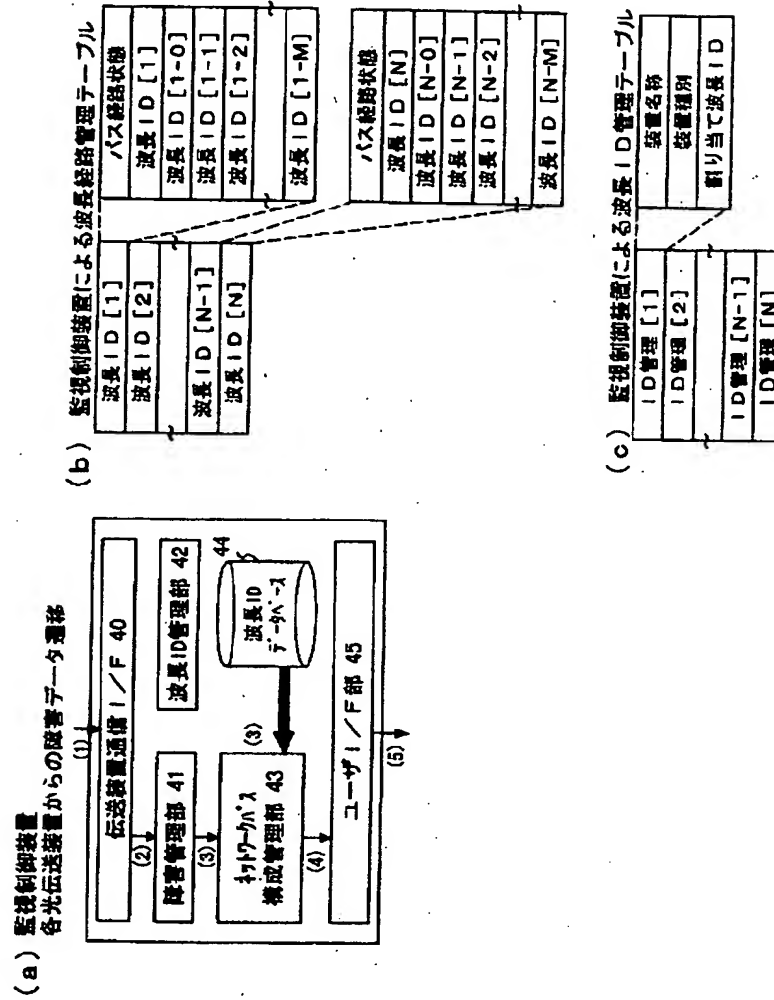 (a) 監視制御装置
各光伝送装置からの障害データ遷移
(1)
伝送装置通信I/F 40
(2)
障害管理部 41
波長ID管理部 42
(3)
ネットワークパス
構成管理部 43
(3)
波長ID
データベース
44
(4)
ユーザI/F部 45
(5)
(b) 監視制御装置による波長経路管理テーブル
波長ID [1]
波長ID [2]
波長ID [N-1]
波長ID [N]
パス経路状態
波長ID [1]
波長ID [1-0]
波長ID [1-1]
波長ID [1-2]
波長ID [1-M]
パス経路状態
波長ID [N]
波長ID [N-0]
波長ID [N-1]
波長ID [N-2]
波長ID [N-M]
(c) 監視制御装置による波長ID管理テーブル
ID管理 [1]
ID管理 [2]
ID管理 [N-1]
ID管理 [N]
装置名称
装置種別
割り当て波長ID